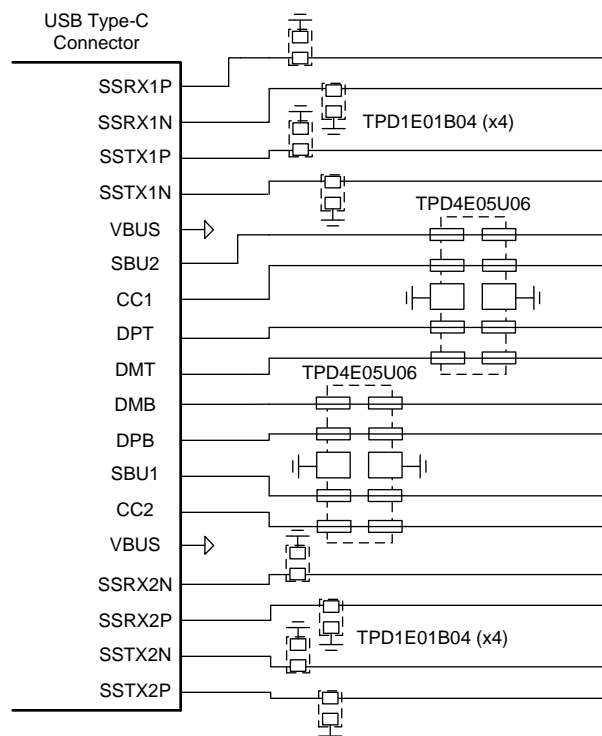 USB Type-C
Connector
SSRX1P
SSRX1N
TPD1E01B04 (x4)
SSTX1P
SSTX1N
TPD4E05U06
VBUS
SBU2
CC1
DPT
DMT
TPD4E05U06
DMB
DPB
SBU1
CC2
VBUS
SSRX2N
SSRX2P
TPD1E01B04 (x4)
SSTX2N
SSTX2P